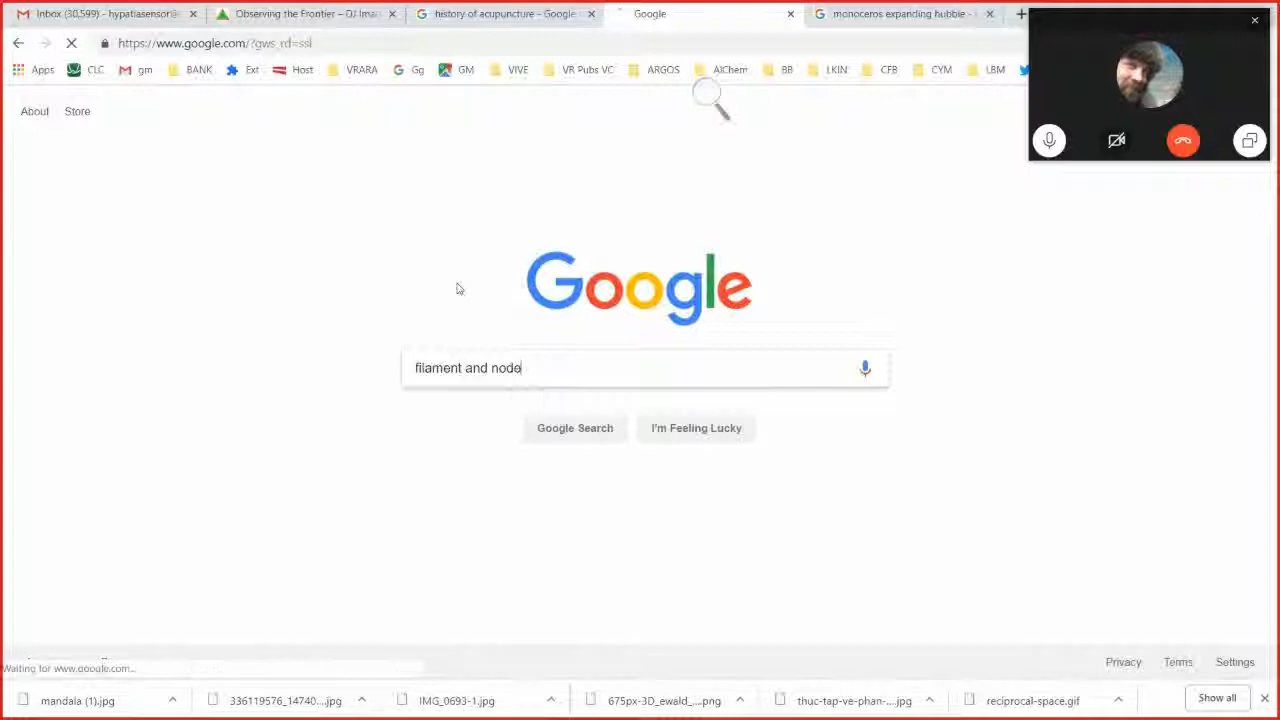 Inbox (30,599) - hypatiasensor@
Observing the Frontier – DJ Ima
history of acupuncture - Google
Google
monoceros expanding hubble -
https://www.google.com/?gws_rd=ssl
Apps
CLC
gm
BANK
Ext
Host
VRARA
Gg
GM
VIVE
VR Pubs VC
ARGOS
AlChem
BB
LKIN
CFB
CYM
LBM
About
Store
Google
filament and node
Google Search
I'm Feeling Lucky
Waiting for www.google.com...
Privacy
Terms
Settings
mandala (1).jpg
336119576_14740...jpg
IMG_0693-1.jpg
675px-3D_ewald_...png
thuc-tap-ve-phan-...jpg
reciprocal-space.gif
Show all